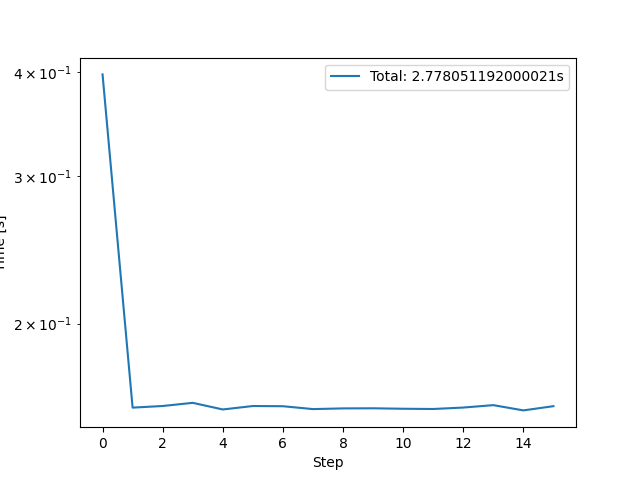 Total: 2.778051192000021s
4 × 10⁻¹
3 × 10⁻¹
2 × 10⁻¹
0 2 4 6 8 10 12 14
Step